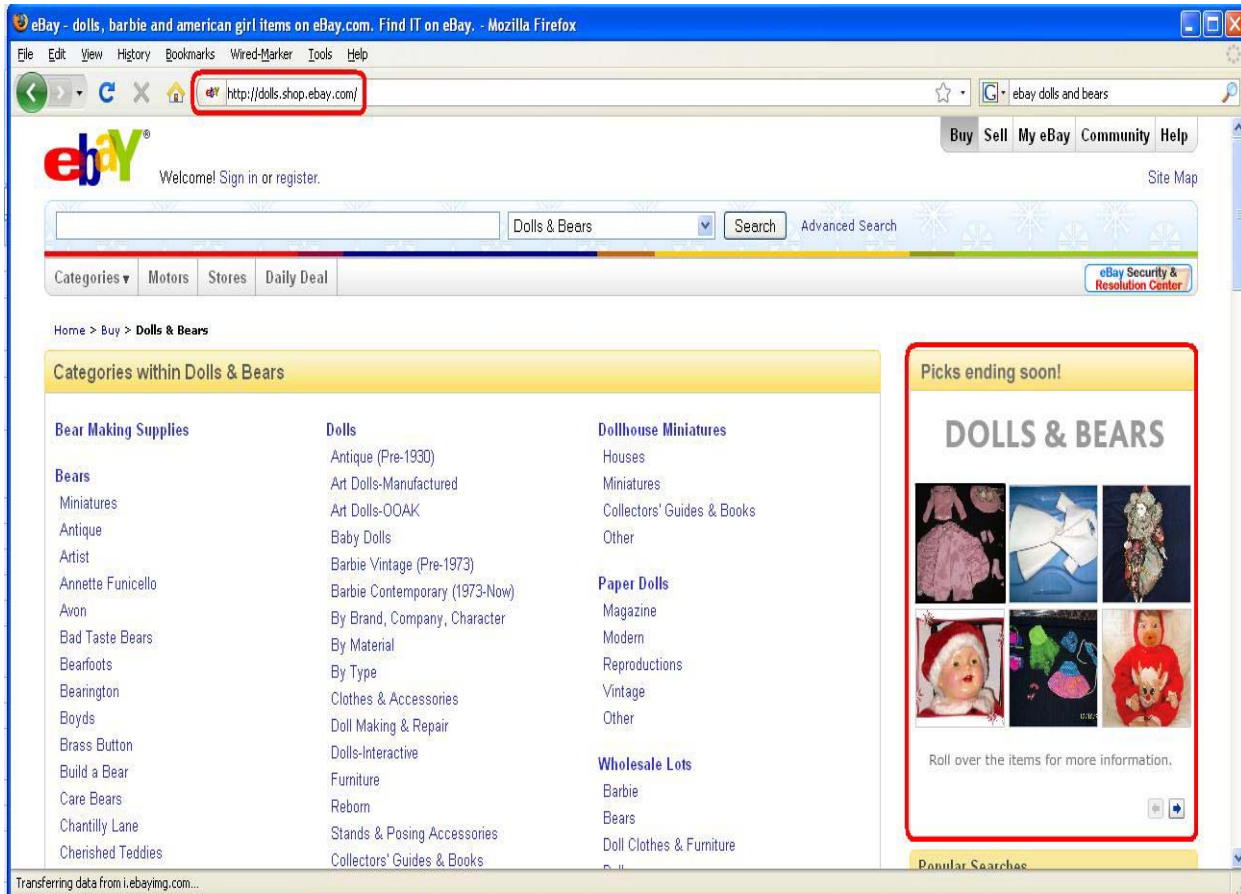 eBay - dolls, barbie and american girl items on eBay.com. Find IT on eBay. - Mozilla Firefox
File Edit View History Bookmarks Wired-Marker Tools Help
http://dolls.shop.ebay.com/
ebay dolls and bears
ebaY®
Welcome! Sign in or register.
Buy Sell My eBay Community Help
Site Map
Dolls & Bears
Search
Advanced Search
Categories Motors Stores Daily Deal
eBay Security &
Resolution Center
Home > Buy > Dolls & Bears
Categories within Dolls & Bears
Bear Making Supplies
Bears
Miniatures
Antique
Artist
Annette Funicello
Avon
Bad Taste Bears
Bearfoots
Bearington
Boyds
Brass Button
Build a Bear
Care Bears
Chantilly Lane
Cherished Teddies
Dolls
Antique (Pre-1930)
Art Dolls-Manufactured
Art Dolls-OOAK
Baby Dolls
Barbie Vintage (Pre-1973)
Barbie Contemporary (1973-Now)
By Brand, Company, Character
By Material
By Type
Clothes & Accessories
Doll Making & Repair
Dolls-Interactive
Furniture
Reborn
Stands & Posing Accessories
Collectors' Guides & Books
Dollhouse Miniatures
Houses
Miniatures
Collectors' Guides & Books
Other
Paper Dolls
Magazine
Modern
Reproductions
Vintage
Other
Wholesale Lots
Barbie
Bears
Doll Clothes & Furniture
Picks ending soon!
DOLLS & BEARS
Roll over the items for more information.
Popular Searches
Transferring data from i.ebayimg.com...